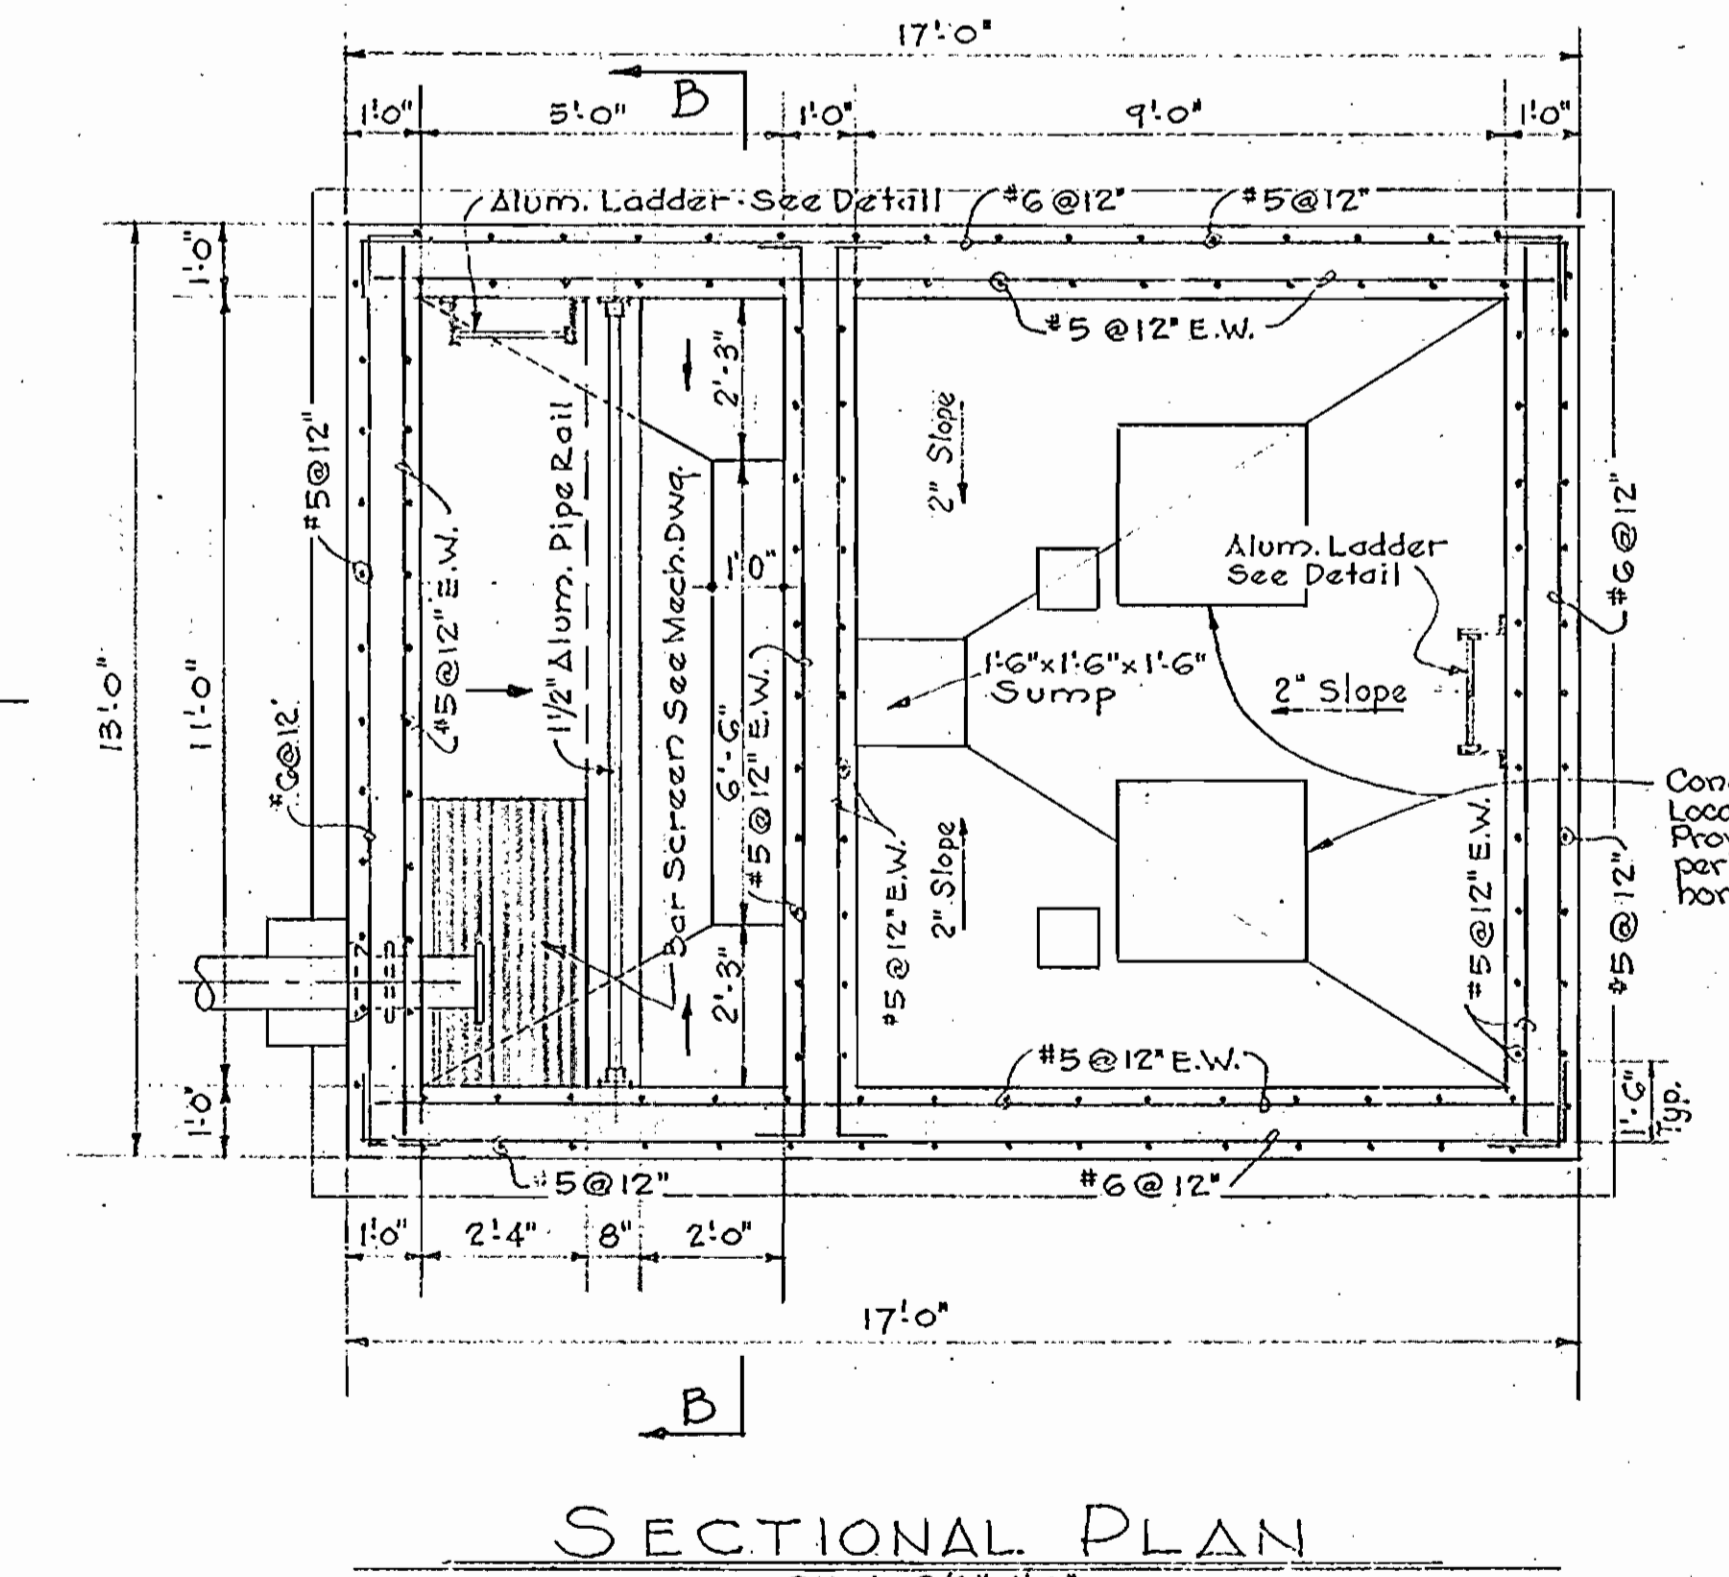 17'-0"
B
1'-0"
5'-0"
1'-0"
9'-0"
1'-0"
Alum. Ladder - See Detail
#6 @ 12"
#5 @ 12"
1'-0"
#5 @ 12" E.W.
2'-3"
2" Slope
#5 @ 12"
1 1/2" Alum. Pipe Rail
Bar Screen See Mech. Dwg.
1'-0"
#5 @ 12" E.W.
Alum. Ladder
See Detail
#6 @ 12"
13'-0"
11'-0"
#6 @ 12"
6'-6"
#5 @ 12" E.W.
1'-6" x 1'-6" x 1'-6"
Sump
2" Slope
2" Slope
#5 @ 12" E.W.
#5 @ 12" E.W.
#5 @ 12"
per
2'-3"
#5 @ 12" E.W.
1'-0"
1'-6"
Typ.
#5 @ 12"
#6 @ 12"
1'-0"
2'-4"
8"
2'-0"
17'-0"
B
SECTIONAL PLAN